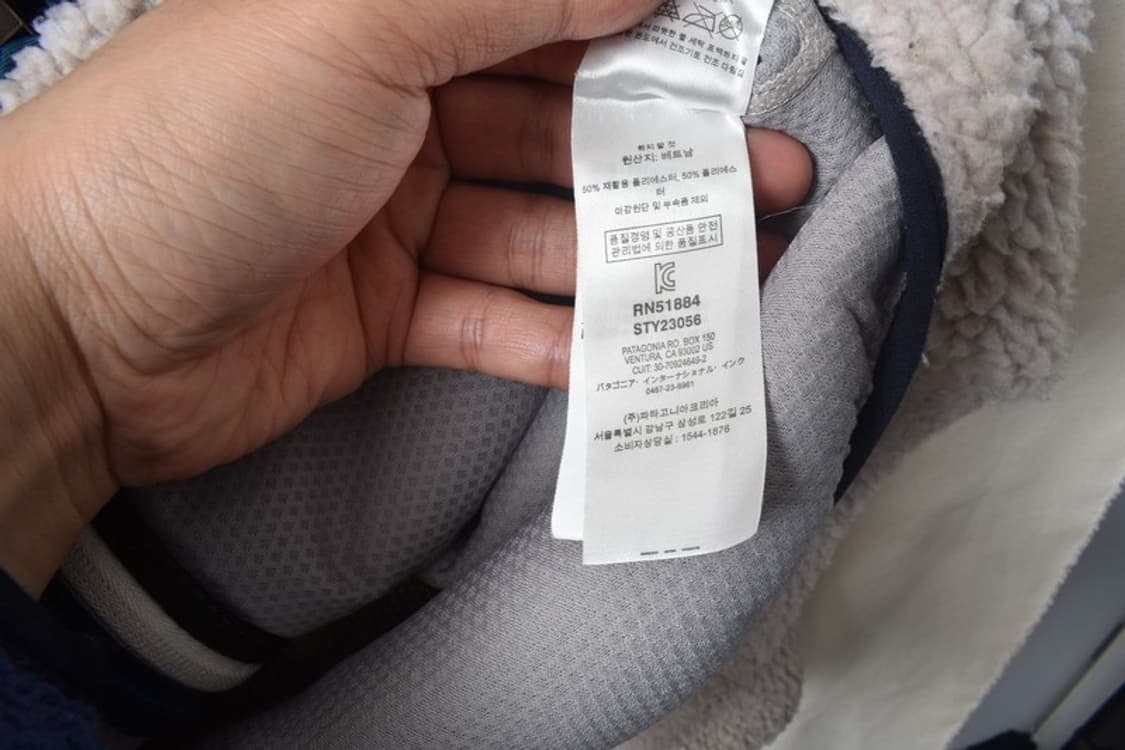 하지 말 것
원산지: 베트남
50% 재활용 폴리에스터, 50% 폴리에스
터
마감원단 및 부속품 제외
품질경영 및 공산품 안전
관리법에 의한 품질표시
RN51884
STY23056
PATAGONIA RO. BOX 150
VENTURA, CA 93002 US
CUIT: 30-70924649-2
パタゴニア・インターナショナル・インク
0467-23-8961
(주)파타고니아코리아
서울특별시 강남구 삼성로 122길 25
소비자상담실 : 1544-1876